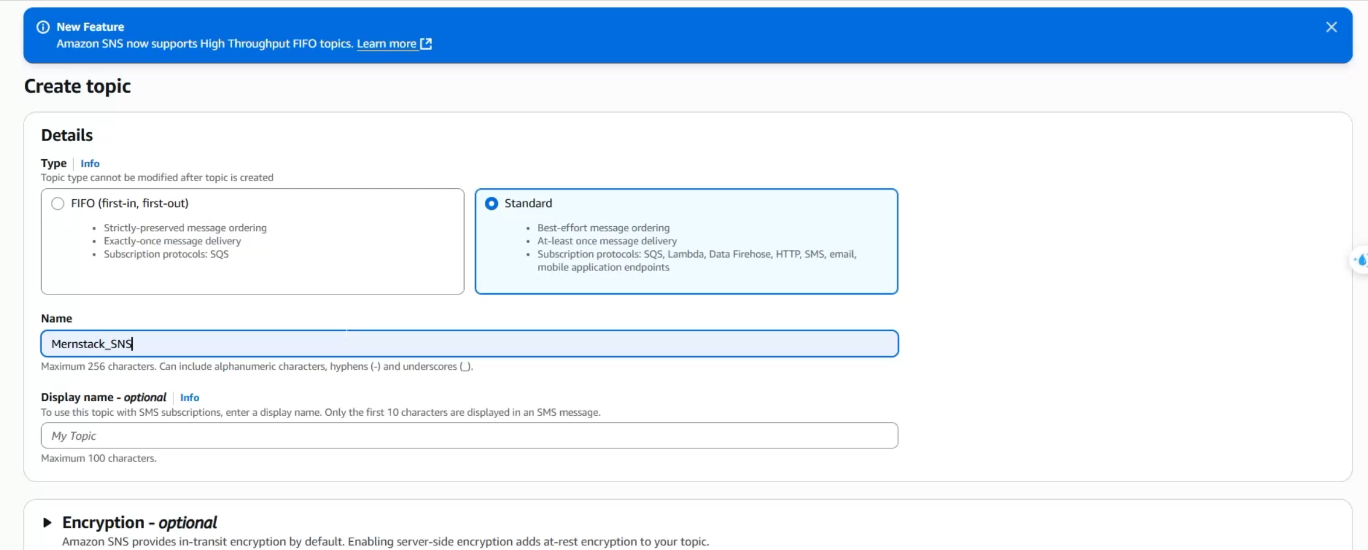 New Feature
Amazon SNS now supports High Throughput FIFO topics. Learn more
Create topic
Details
Type Info
Topic type cannot be modified after topic is created
FIFO (first-in, first-out)
• Strictly-preserved message ordering
• Exactly-once message delivery
• Subscription protocols: SQS
Standard
• Best-effort message ordering
• At-least once message delivery
• Subscription protocols: SQS, Lambda, Data Firehose, HTTP, SMS, email,
mobile application endpoints
Name
Mernstack_SNS
Maximum 256 characters. Can include alphanumeric characters, hyphens (-) and underscores (_).
Display name - optional Info
To use this topic with SMS subscriptions, enter a display name. Only the first 10 characters are displayed in an SMS message.
My Topic
Maximum 100 characters.
Encryption - optional
Amazon SNS provides in-transit encryption by default. Enabling server-side encryption adds at-rest encryption to your topic.